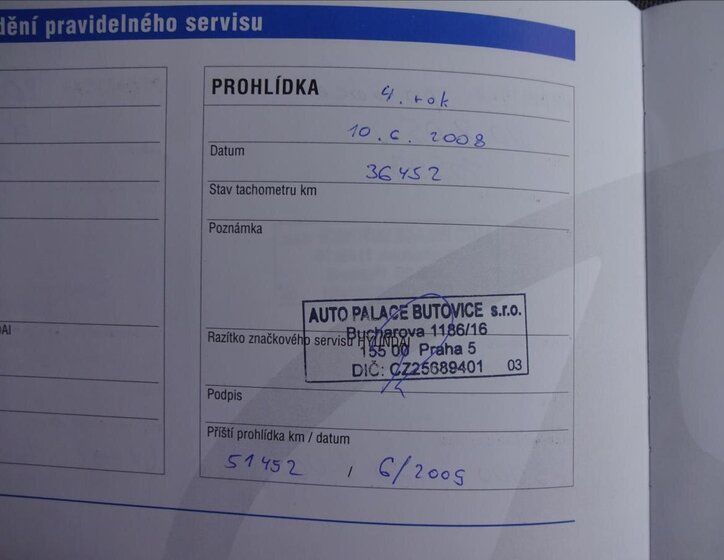 dění pravidelného servisu
PROHLÍDKA 4. rok
10. 6. 2008
Datum
36452
Stav tachometru km
Poznámka
AUTO PALACE BUTOVICE s.r.o.
Bucharova 1186/16
Razítko značkového servisu HYUNDAI
155 00 Praha 5
DIČ: CZ25689401 03
Podpis
Příští prohlídka km / datum
51452 / 6/2009
DAI